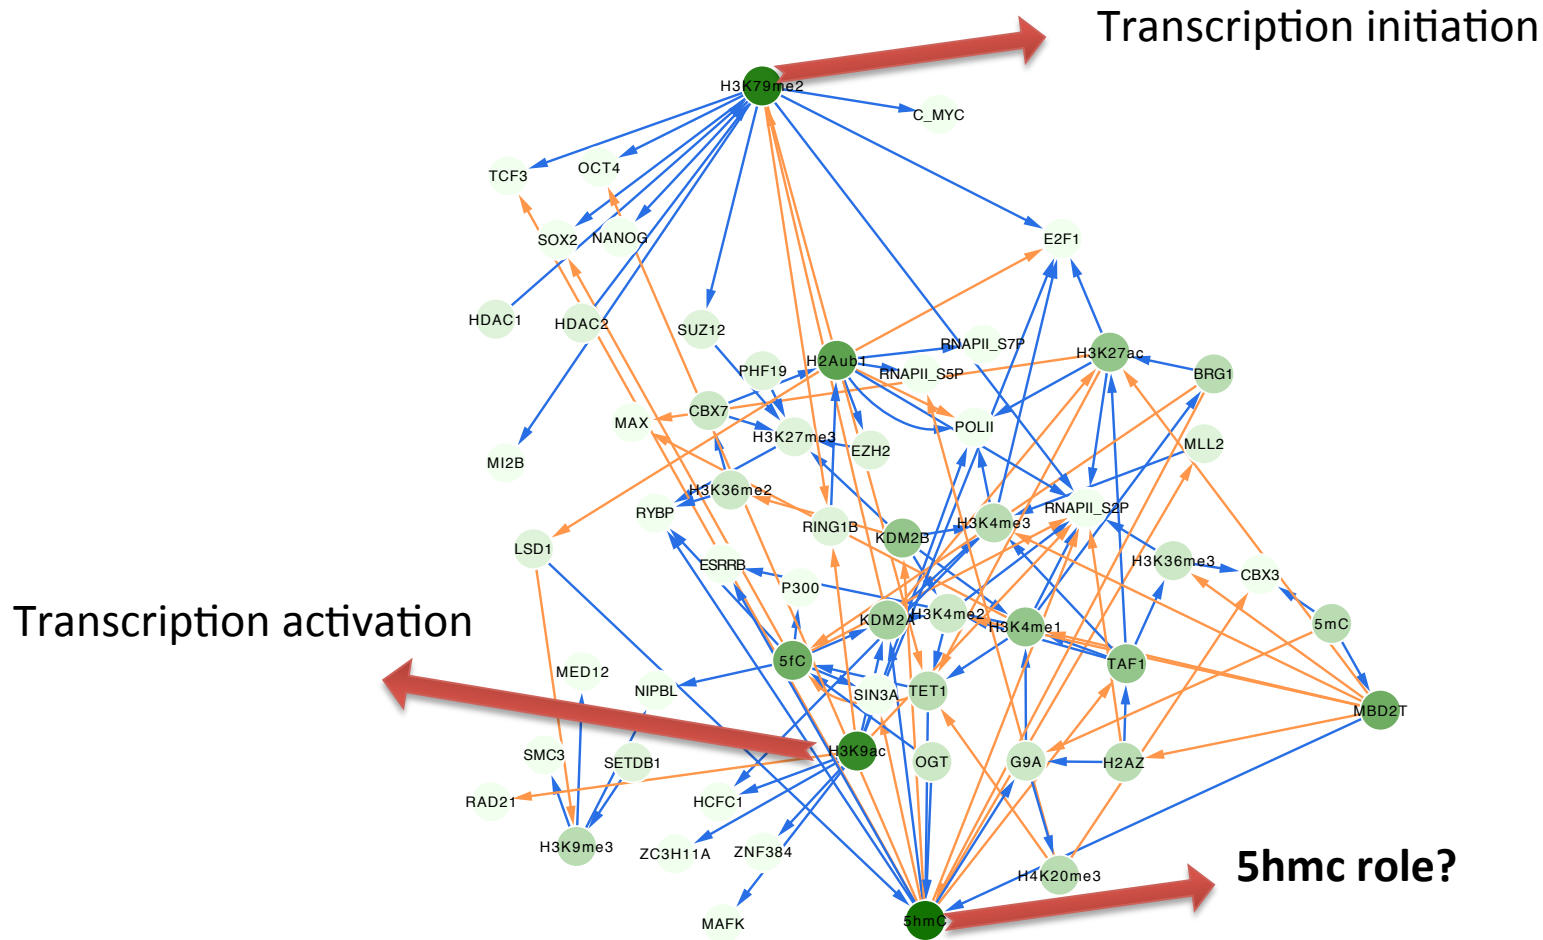 Transcription initiation
H3K79me2
C_MYC
OCT4
TCF3
SOX2
NANOG
E2F1
HDAC1
HDAC2
SUZ12
RNAPII_S7P
H3K27ac
H2Aub1
PHF19
RNAPII_S5P
BRG1
CBX7
MAX
POLII
H3K27me3
MLL2
EZH2
MI2B
H3K36me2
RYBP
RNAPII_S2P
RING1B
H3K4me3
KDM2B
LSD1
ESRRB
H3K36me3
CBX3
P300
Transcription activation
KDM2A
H3K4me2
H3K4me1
5mC
5fC
TAF1
MED12
NIPBL
SIN3A
TET1
MBD2T
H3K9ac
SMC3
SETDB1
OGT
G9A
H2AZ
RAD21
HCFC1
H3K9me3
ZC3H11A
ZNF384
5hmc role?
H4K20me3
MAFK
5hmC